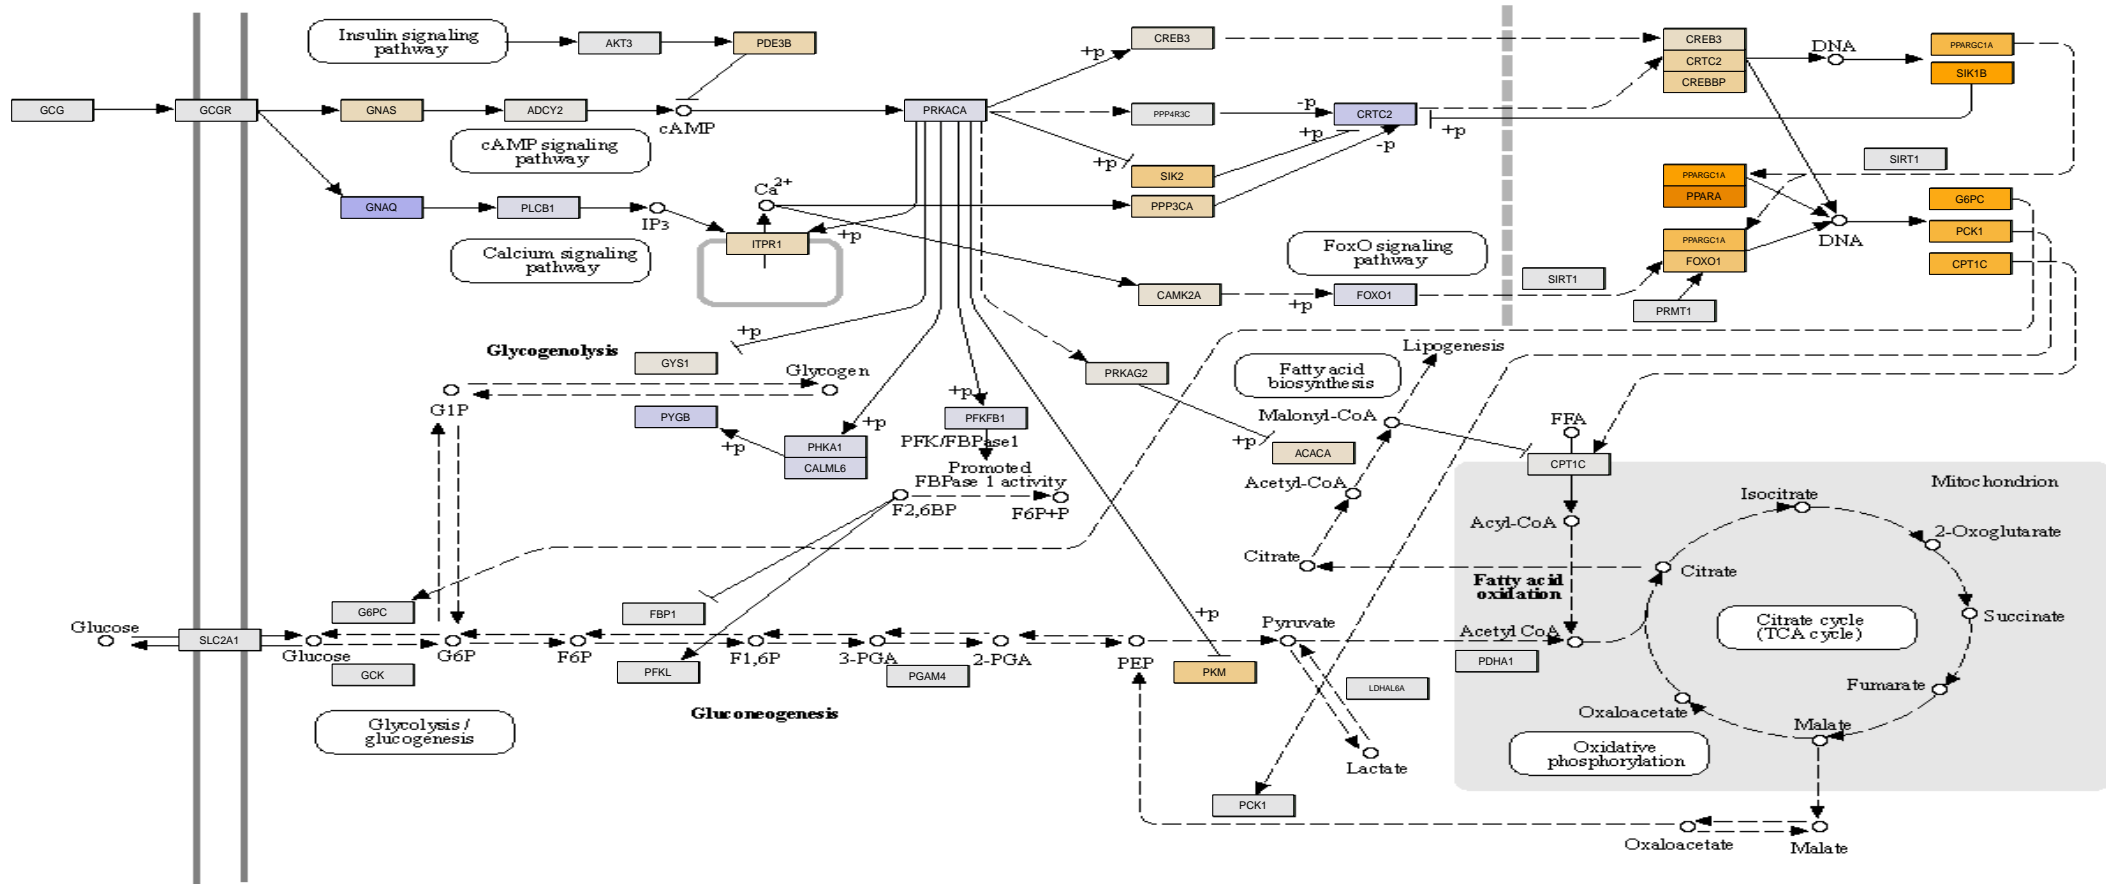 Insulin signaling
pathway
AKT3
PDE3B
CREB3
CREB3
CRTC2
CREBBP
DNA
PPARGC1A
SIK1B
+p
GCG
GCGR
GNAS
ADCY2
cAMP
PRKACA
PPP4R3C
-p
CRTC2
+p
+p
-p
+p
cAMP signaling
pathway
SIK2
SIRT1
PPARGC1A
PPARA
G6PC
GNAQ
PLCB1
IP3
Ca2+
PPP3CA
ITPR1
+p
DNA
PCK1
Calcium signaling
pathway
FoxO signaling
pathway
PPARGC1A
FOXO1
CPT1C
SIRT1
CAMK2A
+p
FOXO1
PRMT1
+p
Glycogenolysis
GYS1
Glycogen
G1P
PYGB
+p
PHKA1
CALML6
+p
+p
PFKFB1
PFK/FBPase1
Promoted
FBPase 1 activity
F2,6BP
F6P+P
PRKAG2
+p
Lipogenesis
Fatty acid
biosynthesis
Malonyl-CoA
ACACA
Acetyl-CoA
Citrate
FFA
CPT1C
Mitochondrion
Isocitrate
Acyl-CoA
2-Oxoglutarate
Citrate
Fatty acid
oxidation
Succinate
Citrate cycle
(TCA cycle)
Acetyl CoA
Fumarate
Oxaloacetate
Malate
Oxidative
phosphorylation
G6PC
FBP1
+p
Pyruvate
Glucose
SLC2A1
Glucose
G6P
F6P
F1,6P
3-PGA
2-PGA
PEP
PKM
PDHA1
GCK
PFKL
PGAM4
LDHAL6A
Glycolysis /
glucogenesis
Gluconeogenesis
Lactate
PCK1
Oxaloacetate
Malate